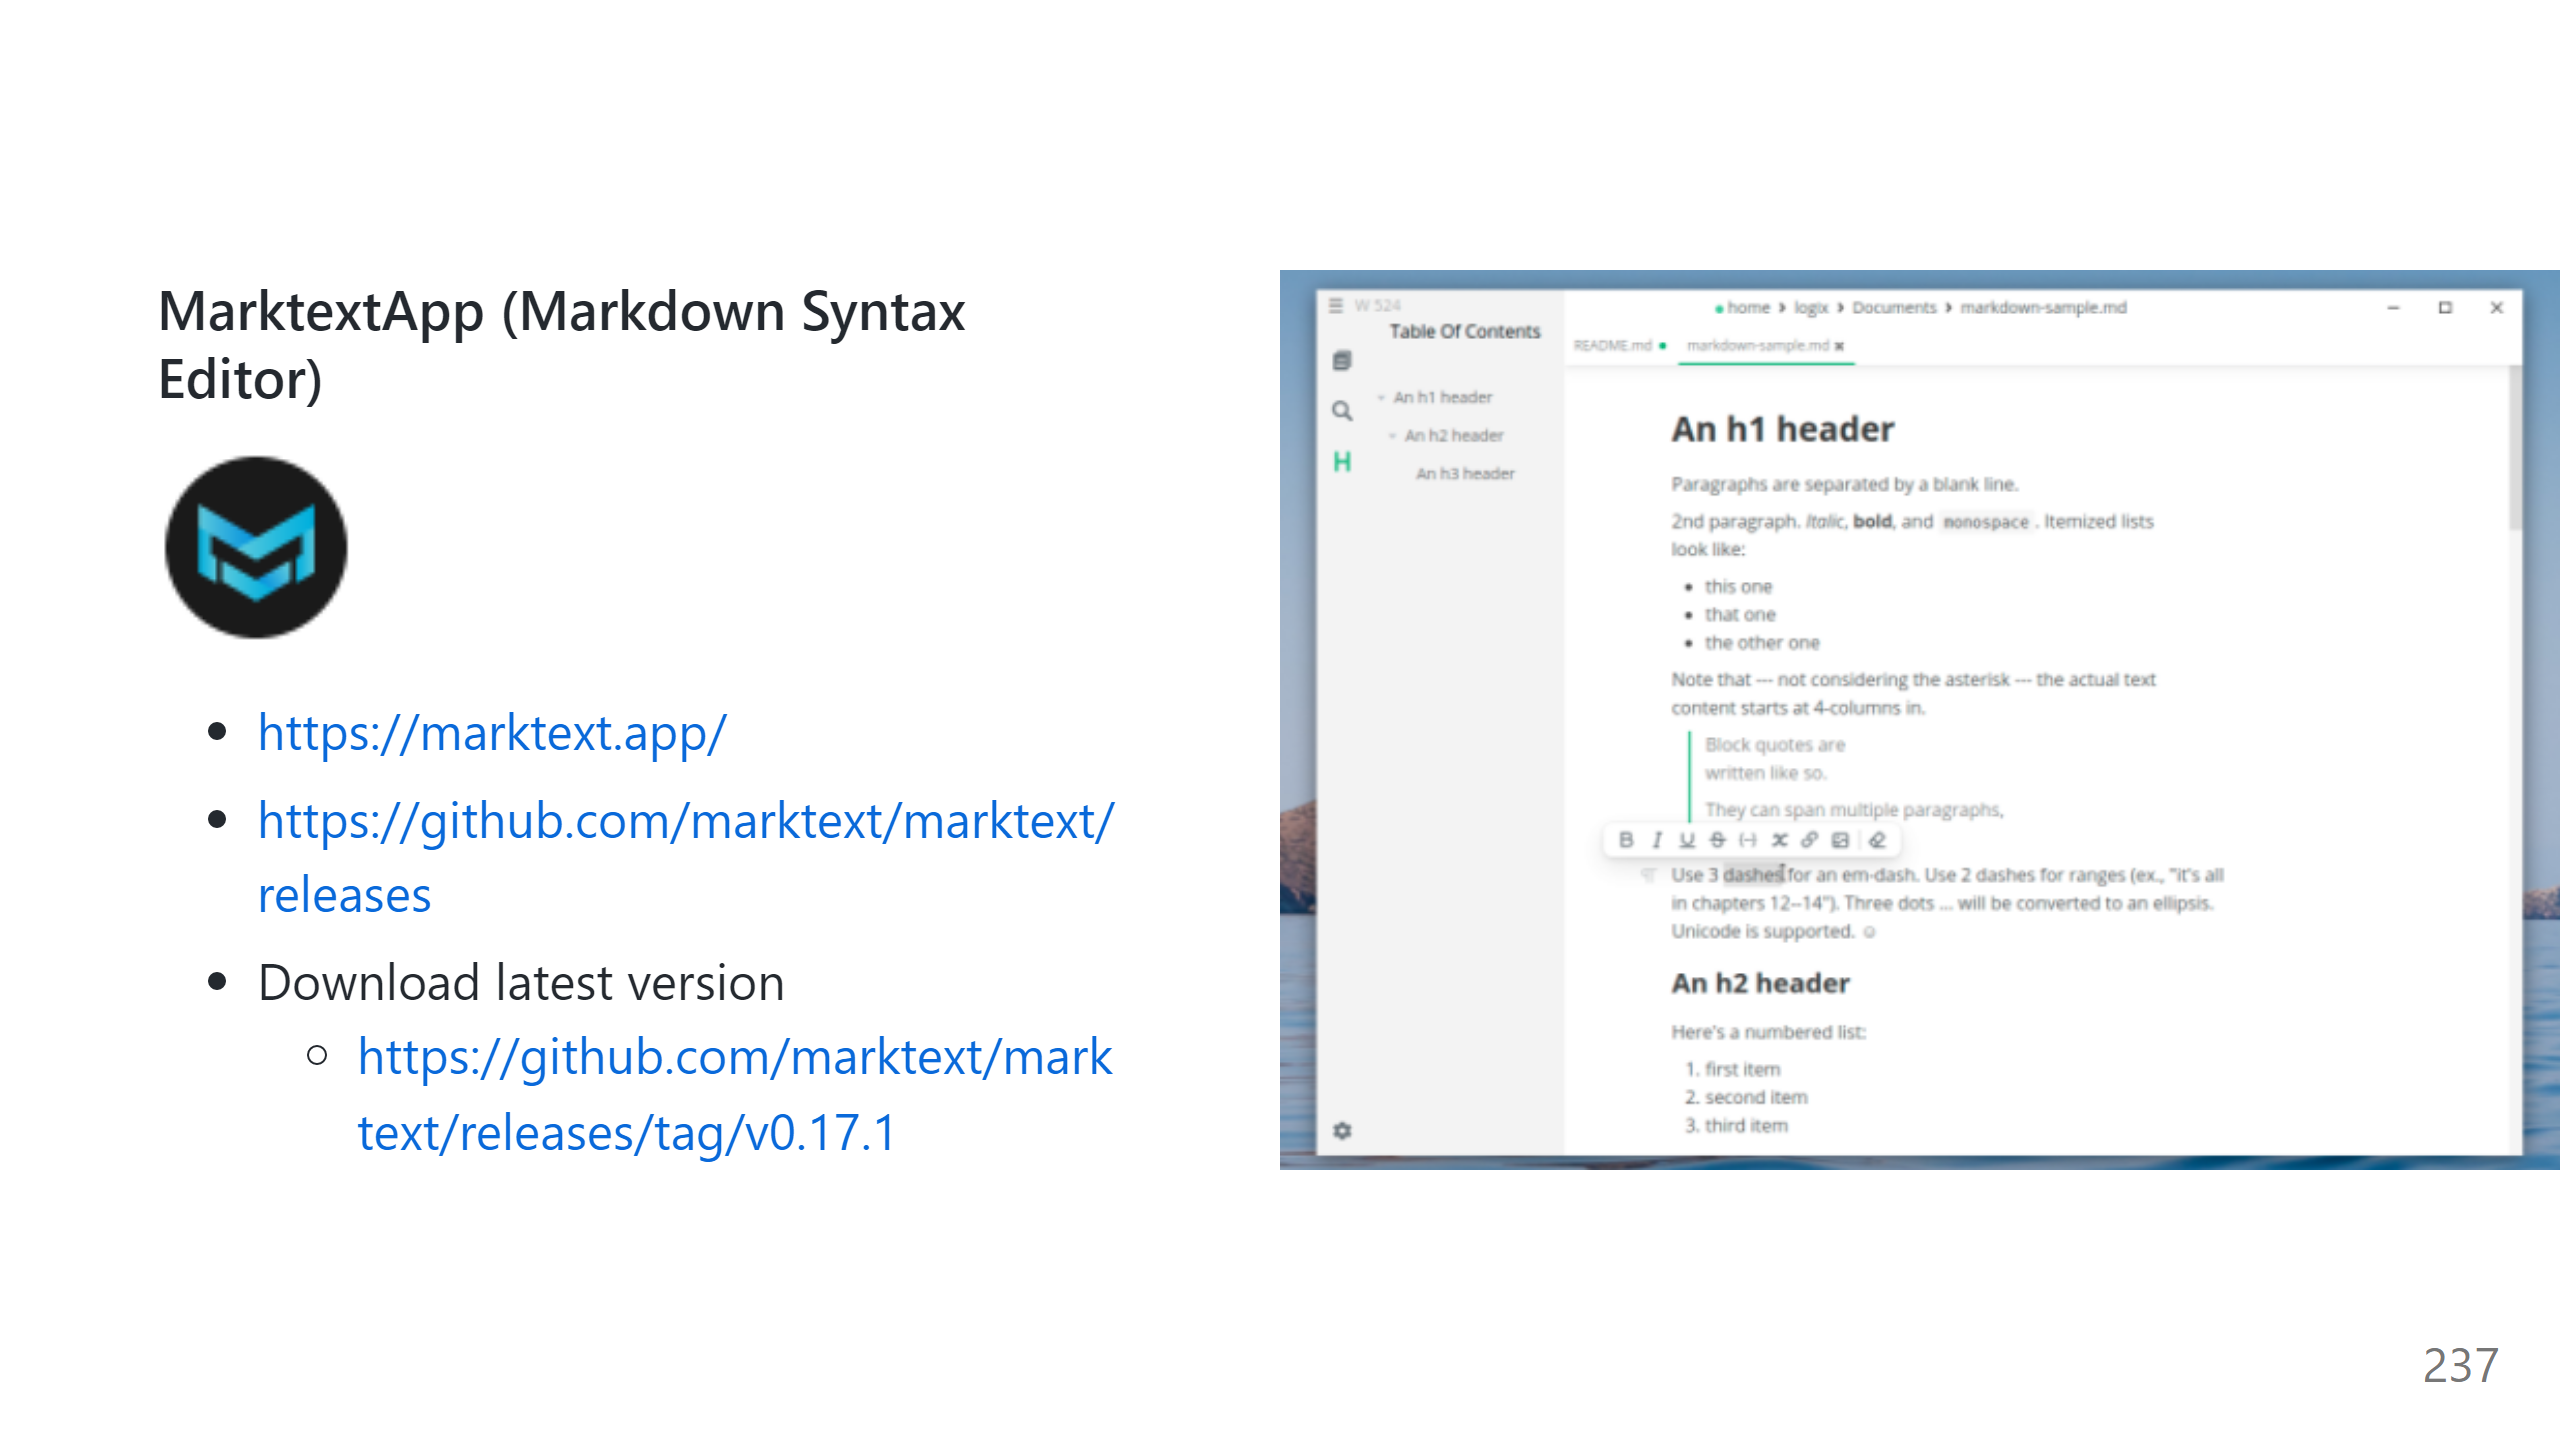 MarktextApp (Markdown Syntax
Editor)
https://marktext.app/
https://github.com/marktext/marktext/
releases
Download latest version
https://github.com/marktext/mark
text/releases/tag/v0.17.1
W 524
Table Of Contents
An h1 header
An h2 header
An h3 header
home › logix › Documents › markdown-sample.md
README.md
markdown-sample.md
An h1 header
Paragraphs are separated by a blank line.
2nd paragraph. Italic, bold, and monospace . Itemized lists
look like:
• this one
• that one
• the other one
Note that --- not considering the asterisk --- the actual text
content starts at 4-columns in.
Block quotes are
written like so.
They can span multiple paragraphs,
Use 3 dashes for an em-dash. Use 2 dashes for ranges (ex., "it's all
in chapters 12--14"). Three dots ... will be converted to an ellipsis.
Unicode is supported. ☺
An h2 header
Here's a numbered list:
1. first item
2. second item
3. third item
237